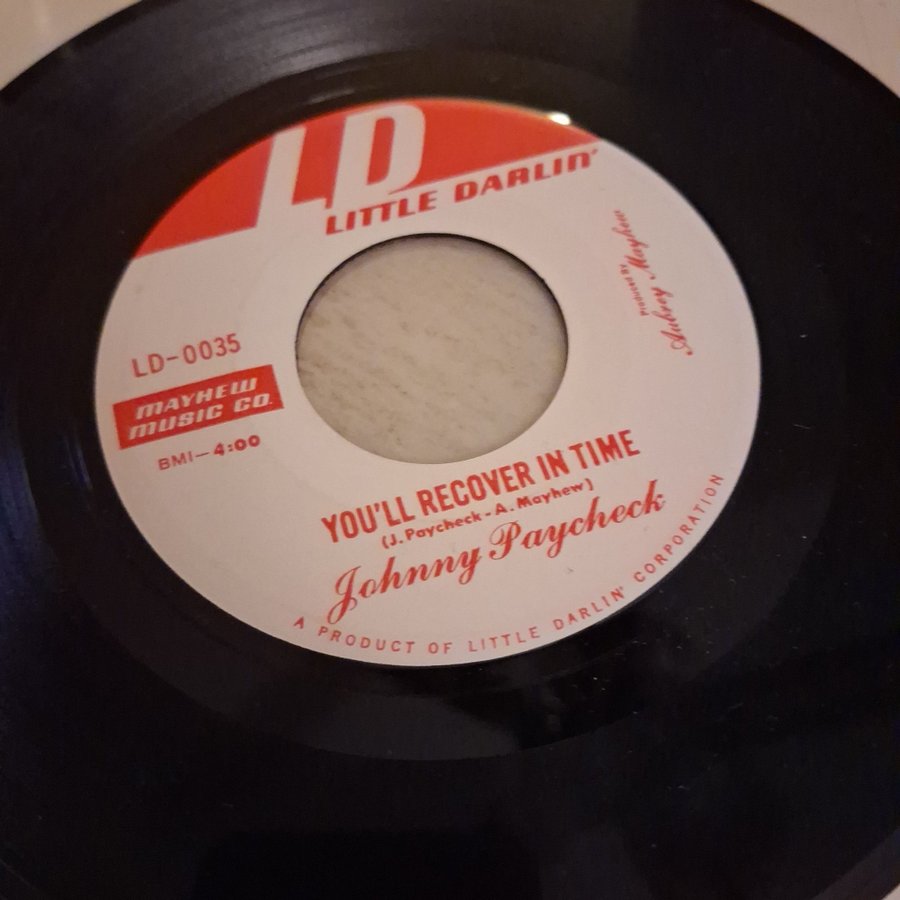 LD
LITTLE DARLIN'
Produced By
Aubrey Mayhew
LD-0035
MAYHEW
MUSIC CO.
BMI-4:00
YOU'LL RECOVER IN TIME
(J. Paycheck - A. Mayhew)
Johnny Paycheck
A PRODUCT OF LITTLE DARLIN' CORPORATION